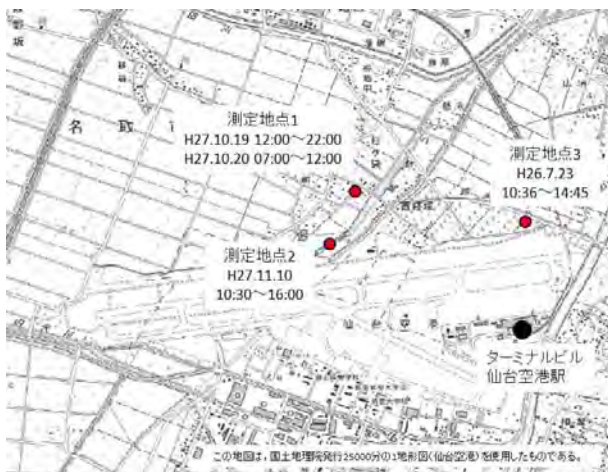 測定地点1
H27.10.19 12:00～22:00
H27.10.20 07:00～12:00
測定地点3
H26.7.23
10:36～14:45
測定地点2
H27.11.10
10:30～16:00
名取
仙台空港
ターミナルビル
仙台空港駅
この地図は，国土地理院発行25000分の1地形図（仙台空港）を使用したものである。